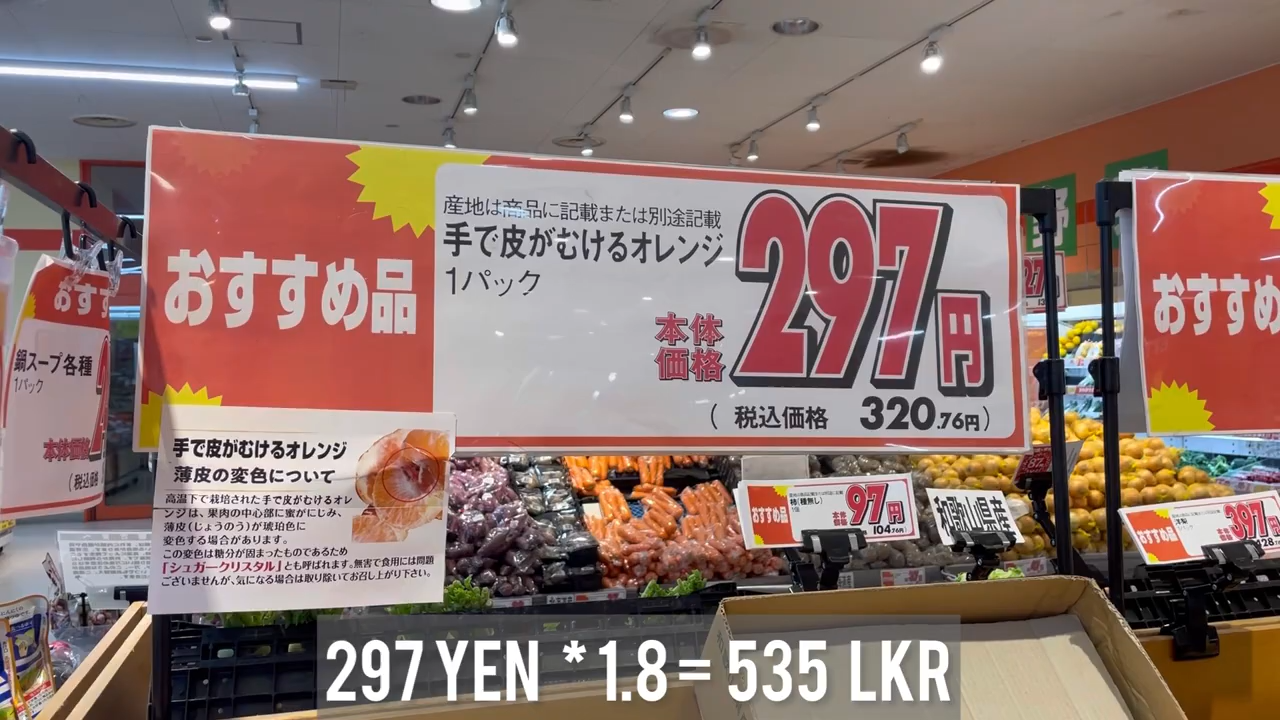 おすすめ品
産地は商品に記載または別途記載
手で皮がむけるオレンジ
1パック
本体
価格
297円
(税込価格 320.76円)
手で皮がむけるオレンジ
薄皮の変色について
高温下で栽培された手で皮がむけるオレ
ンジは、果肉の中心部に蜜がにじみ、
薄皮(じょうのう)が琥珀色に
変色する場合があります。
この変色は糖分が固まったものであるため
「シュガークリスタル」とも呼ばれます。無害で食用には問題
ございませんが、気になる場合は取り除いてお召し上がり下さい。
おすす
鍋スープ各種
1パック
本体価格
(税込
おすすめ品
柿(種無し)
97円
104.76円)
和歌山県産
おすすめ
おすすめ品
洋梨
397円
297 YEN *1.8 = 535 LKR